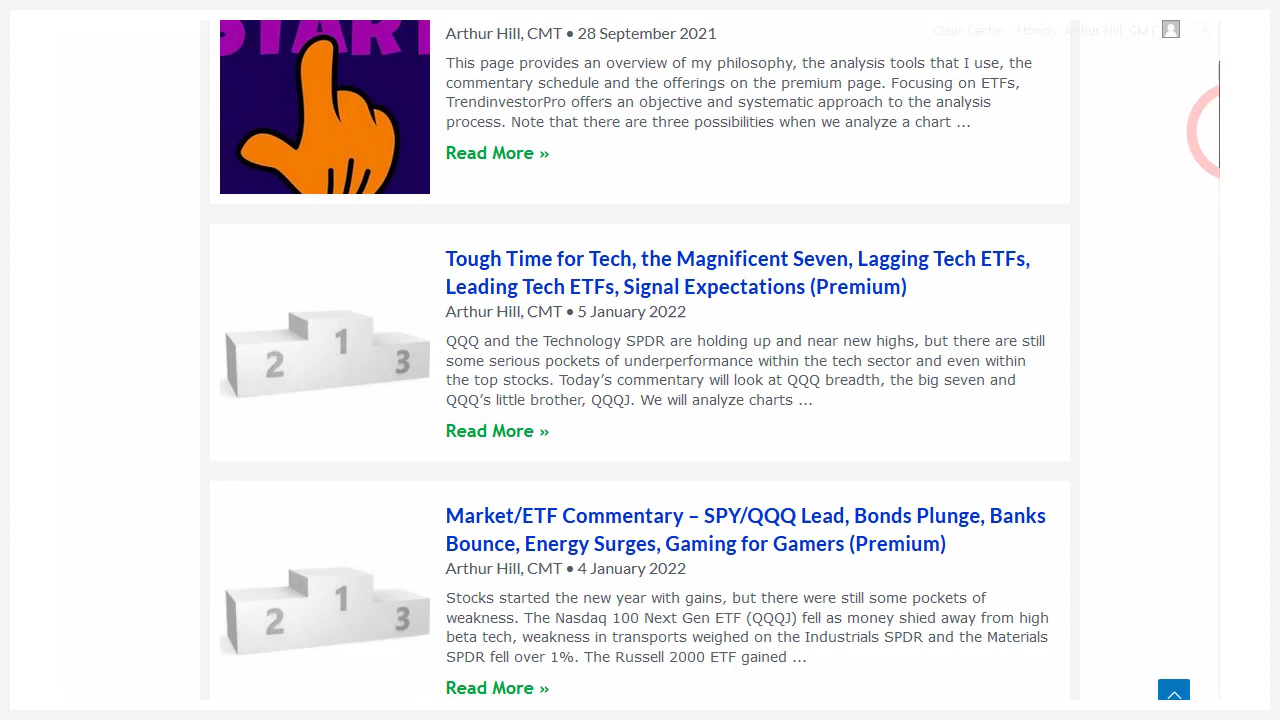 START
Clear Cache Howdy, Arthur Hill, CMT
Arthur Hill, CMT • 28 September 2021
This page provides an overview of my philosophy, the analysis tools that I use, the
commentary schedule and the offerings on the premium page. Focusing on ETFs,
TrendinvestorPro offers an objective and systematic approach to the analysis
process. Note that there are three possibilities when we analyze a chart ...
Read More »
Tough Time for Tech, the Magnificent Seven, Lagging Tech ETFs,
Leading Tech ETFs, Signal Expectations (Premium)
Arthur Hill, CMT • 5 January 2022
QQQ and the Technology SPDR are holding up and near new highs, but there are still
some serious pockets of underperformance within the tech sector and even within
the top stocks. Today’s commentary will look at QQQ breadth, the big seven and
QQQ’s little brother, QQQJ. We will analyze charts ...
Read More »
2 1 3
Market/ETF Commentary – SPY/QQQ Lead, Bonds Plunge, Banks
Bounce, Energy Surges, Gaming for Gamers (Premium)
Arthur Hill, CMT • 4 January 2022
Stocks started the new year with gains, but there were still some pockets of
weakness. The Nasdaq 100 Next Gen ETF (QQQJ) fell as money shied away from high
beta tech, weakness in transports weighed on the Industrials SPDR and the Materials
SPDR fell over 1%. The Russell 2000 ETF gained ...
Read More »
2 1 3